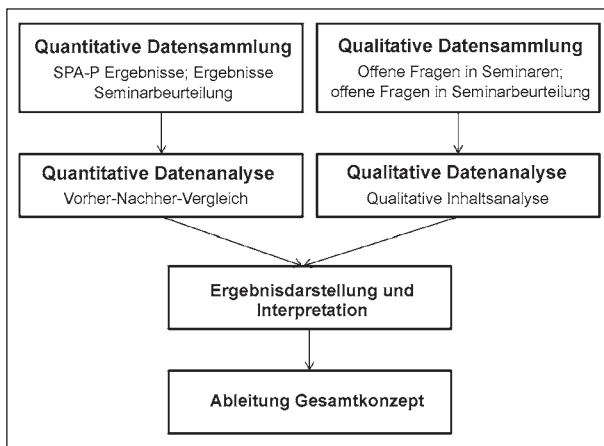 Quantitative Datensammlung
SPA-P Ergebnisse; Ergebnisse
Seminarbeurteilung
Qualitative Datensammlung
Offene Fragen in Seminaren;
offene Fragen in Seminarbeurteilung
Quantitative Datenanalyse
Vorher-Nachher-Vergleich
Qualitative Datenanalyse
Qualitative Inhaltsanalyse
Ergebnisdarstellung und
Interpretation
Ableitung Gesamtkonzept